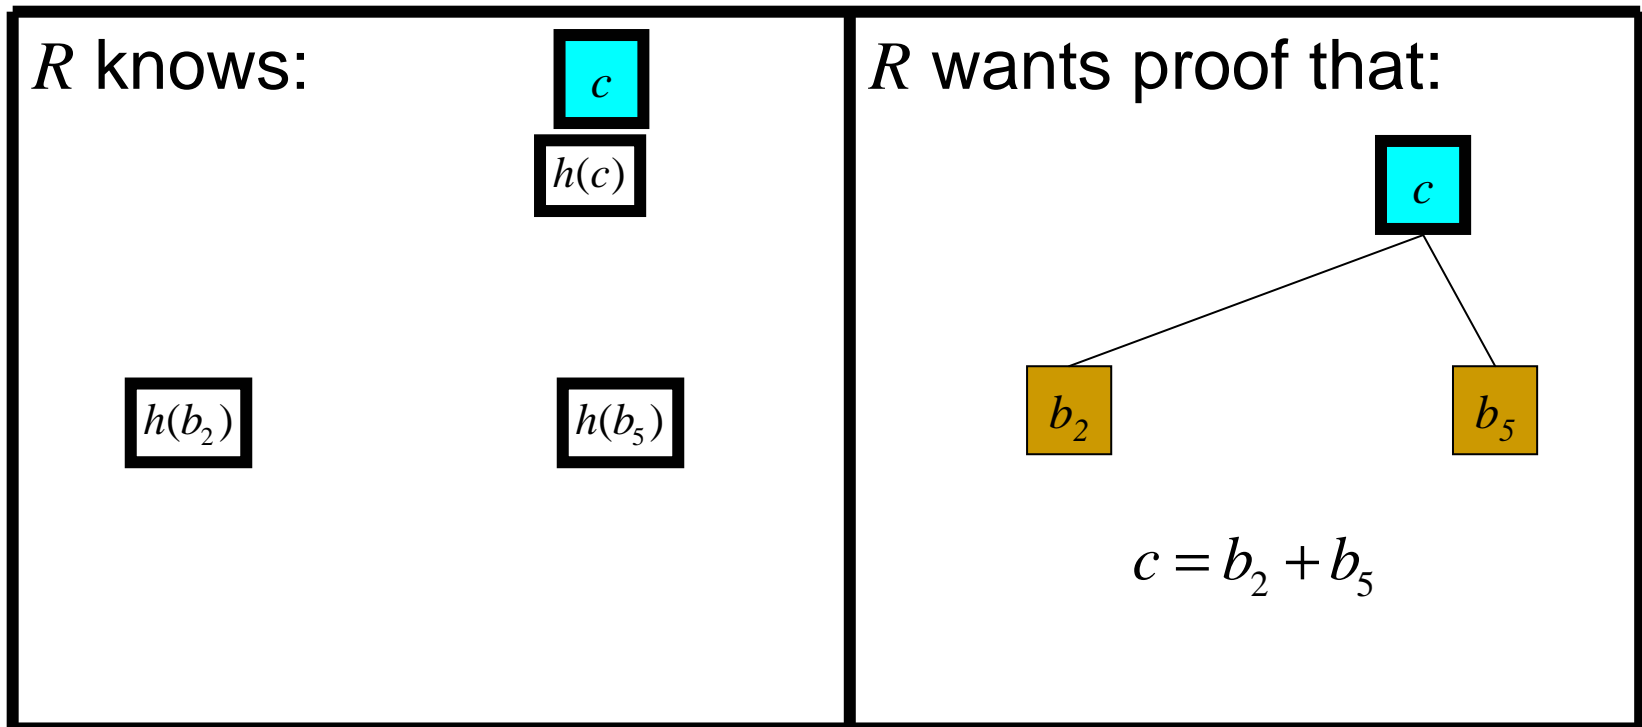 R knows:
c
h(c)
h(b₂)
h(b₅)
R wants proof that:
c
b₂
b₅
c = b₂ + b₅